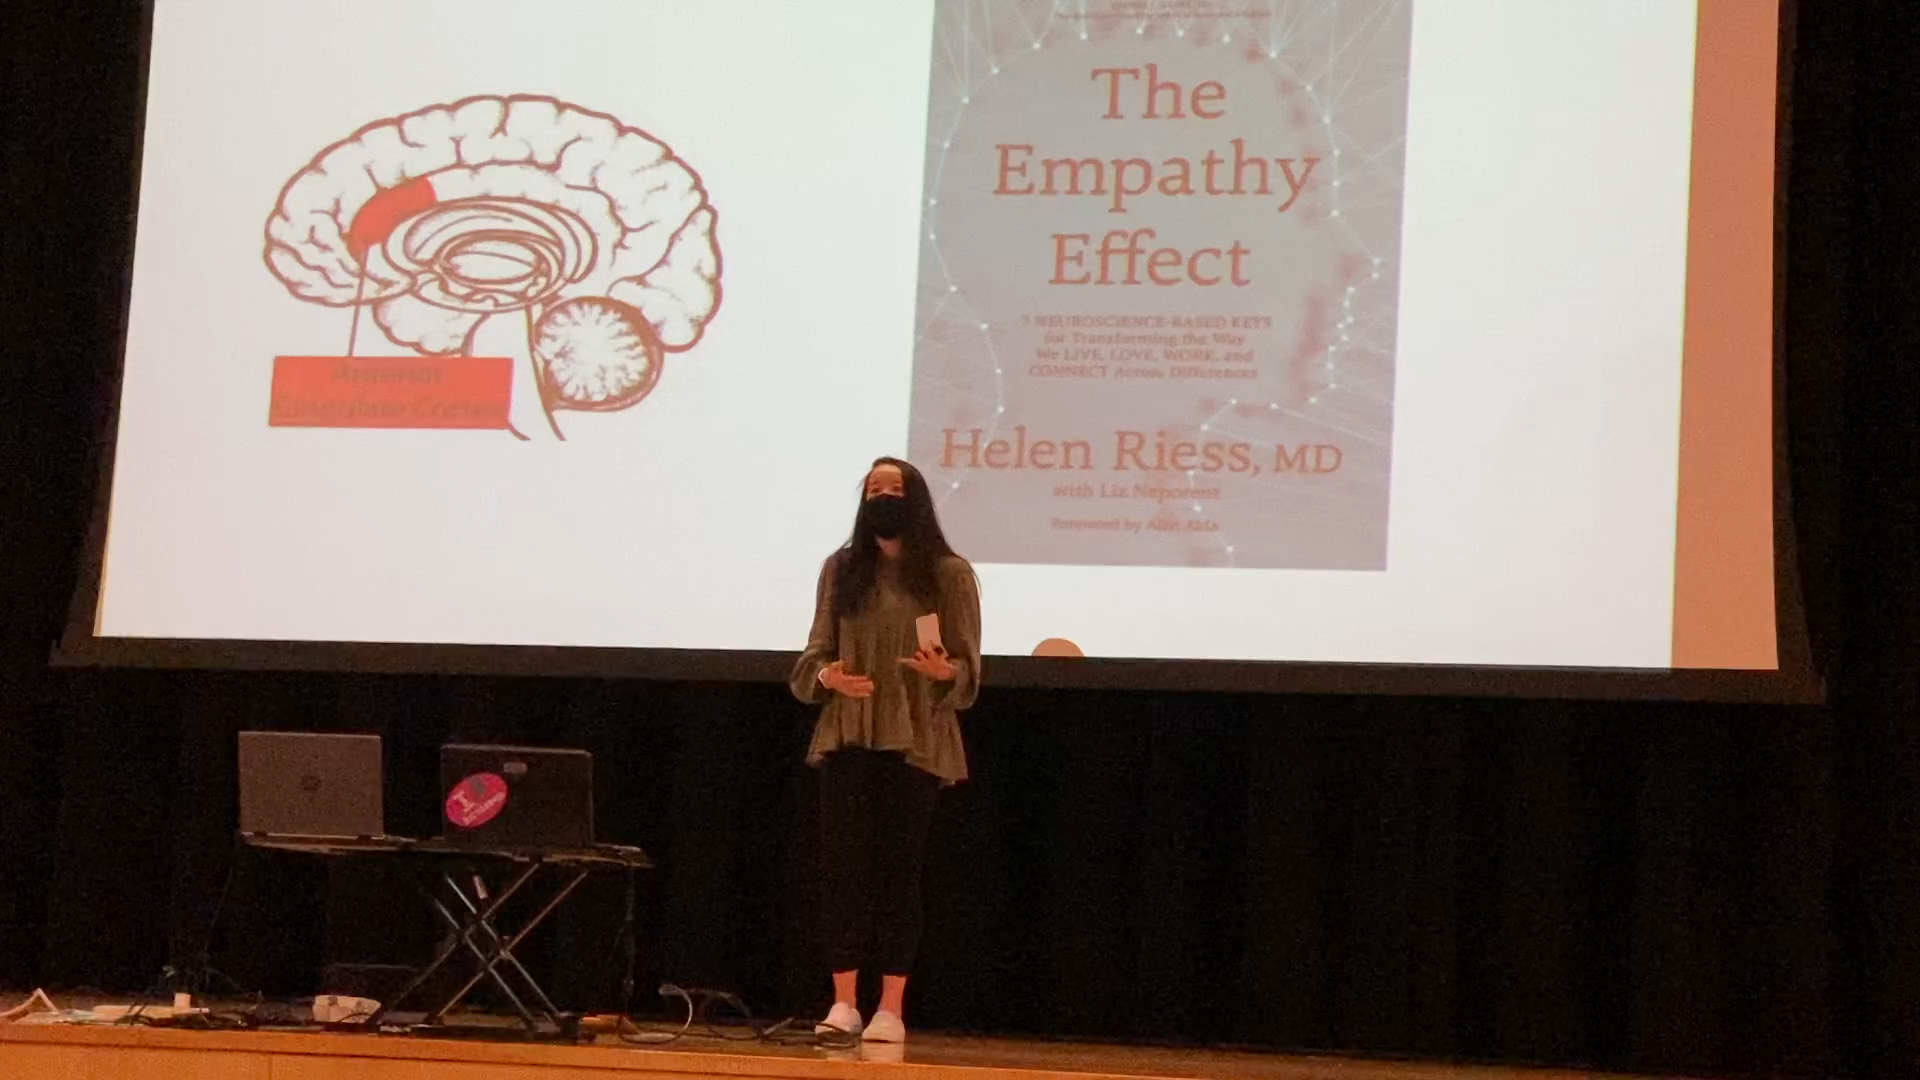 Anterior
Cingulate Cortex
The
Empathy
Effect
7 NEUROSCIENCE-BASED KEYS
for Transforming the Way
We LIVE, LOVE, WORK, and
CONNECT Across Differences
Helen Riess, MD
with Liz Neporent
Foreword by Alan Alda
I